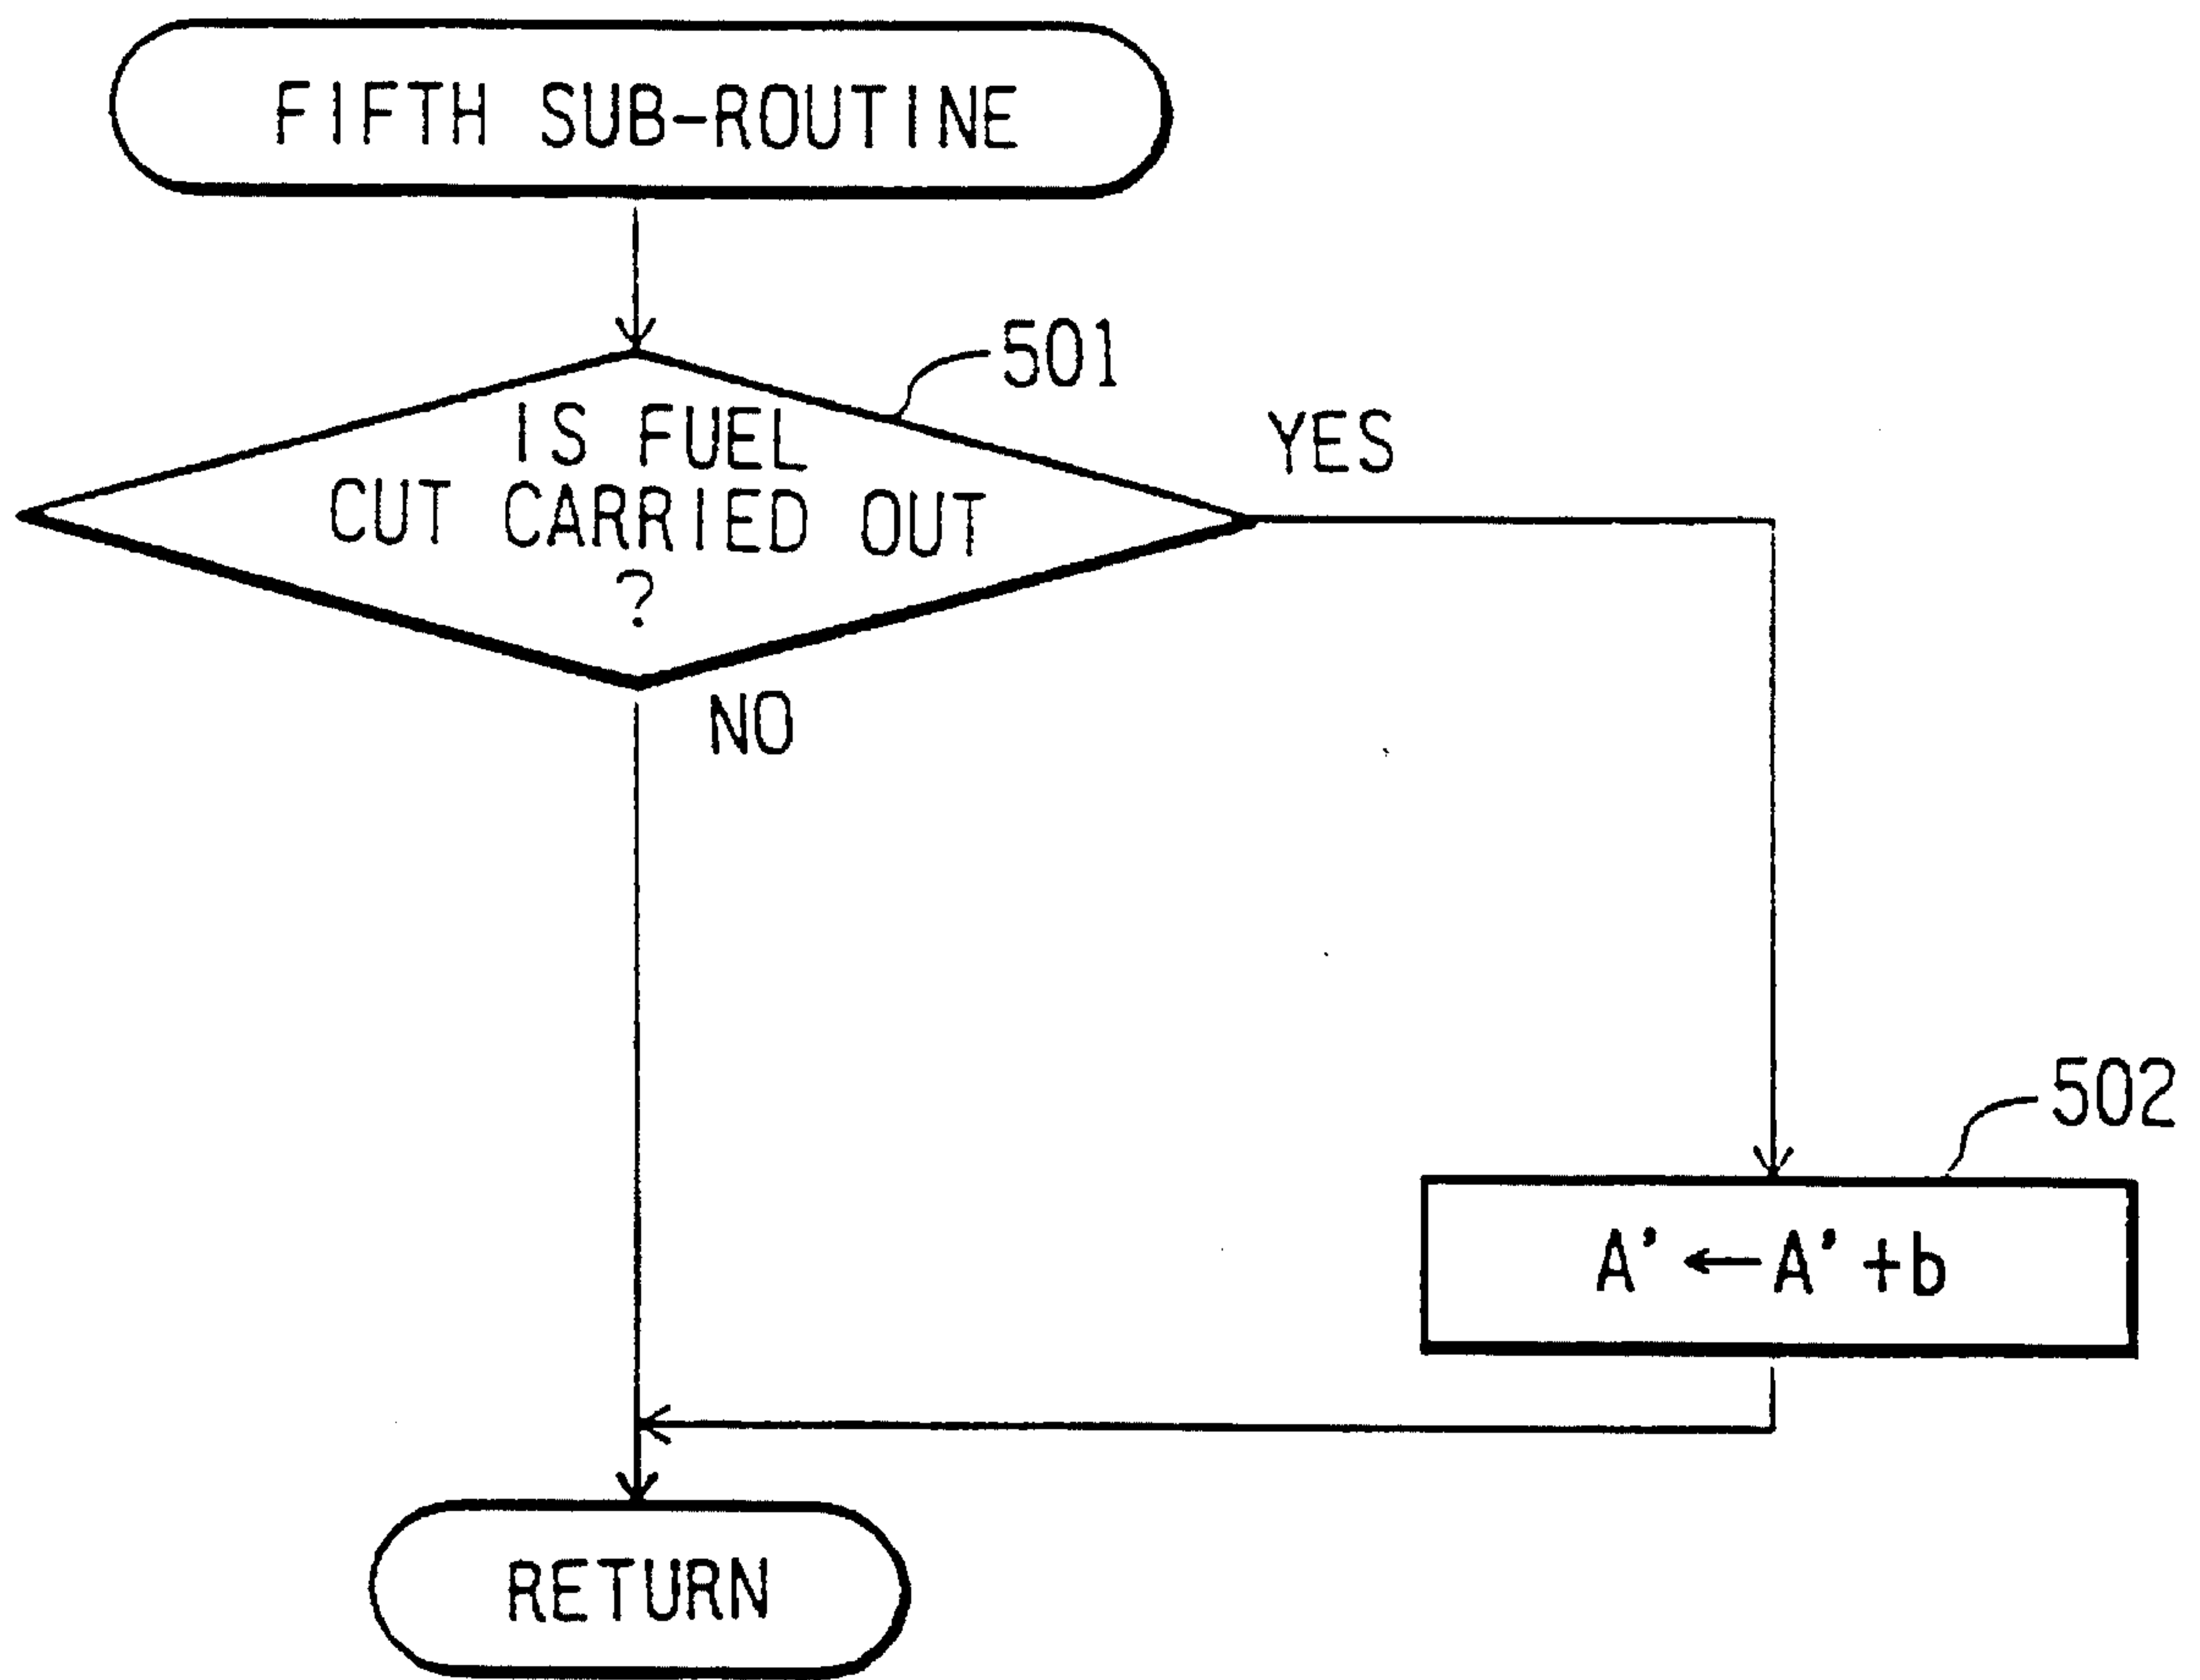 FIFTH SUB-ROUTINE
501
IS FUEL
CUT CARRIED OUT
?
YES
NO
502
A' ← A' + b
RETURN